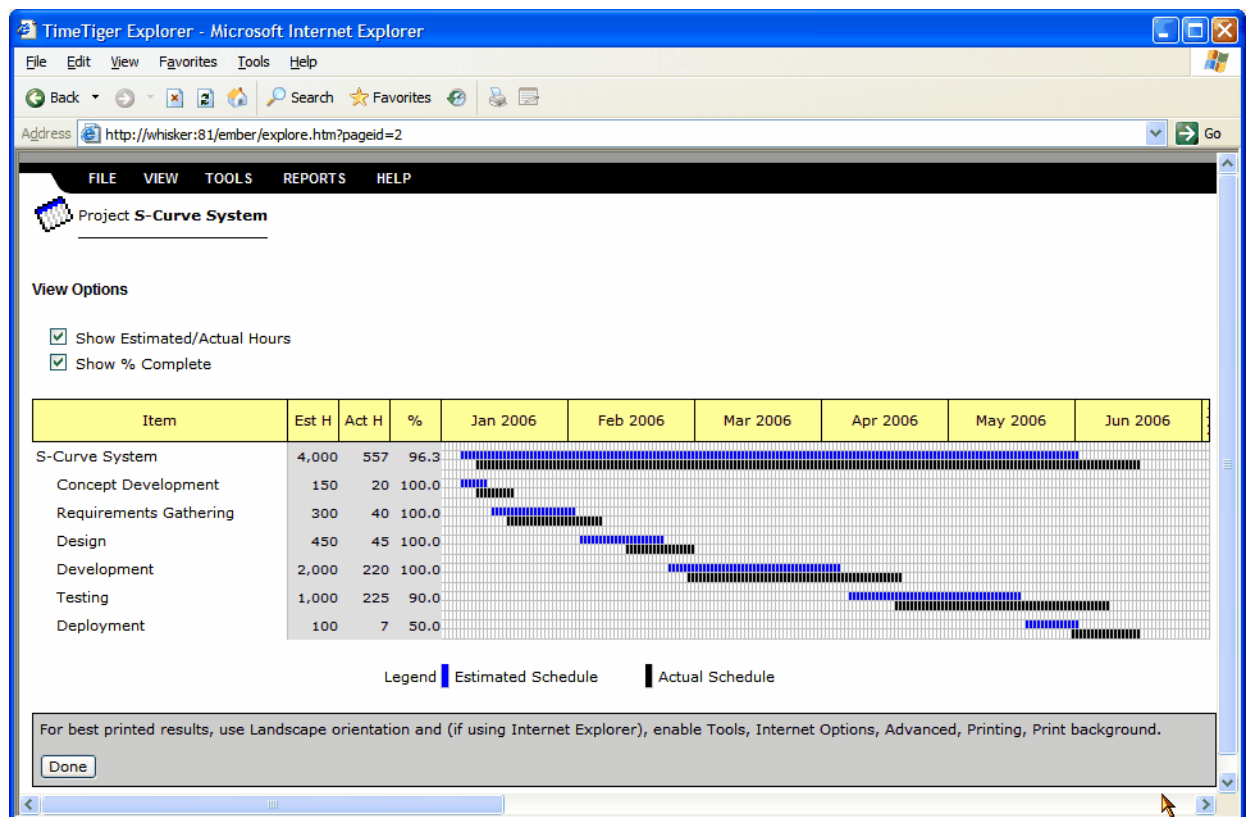 TimeTiger Explorer - Microsoft Internet Explorer
File Edit View Favorites Tools Help
Back Search Favorites
Address http://whisker:81/ember/explore.htm?pageid=2 Go
FILE VIEW TOOLS REPORTS HELP
Project S-Curve System
View Options
Show Estimated/Actual Hours
Show % Complete
Item Est H Act H % Jan 2006 Feb 2006 Mar 2006 Apr 2006 May 2006 Jun 2006
S-Curve System 4,000 557 96.3
Concept Development 150 20 100.0
Requirements Gathering 300 40 100.0
Design 450 45 100.0
Development 2,000 220 100.0
Testing 1,000 225 90.0
Deployment 100 7 50.0
Legend Estimated Schedule Actual Schedule
For best printed results, use Landscape orientation and (if using Internet Explorer), enable Tools, Internet Options, Advanced, Printing, Print background.
Done